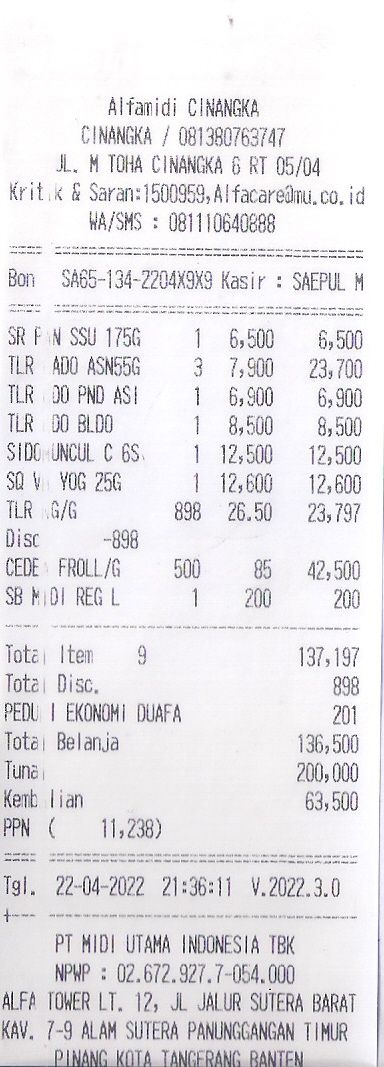 Alfamidi CINANGKA
CINANGKA / 081380763747
JL. M TOHA CINANGKA 6 RT 05/04
Kritik & Saran:1500959,Alfacare@mu.co.id
WA/SMS : 081110640888
Bon SA65-134-2204X9X9 Kasir : SAEPUL M
SR P N SSU 175G 1 6,500 6,500
TLR ADO ASN55G 3 7,900 23,700
TLR DO PND ASI 1 6,900 6,900
TLR DO BLDO 1 8,500 8,500
SIDO UNCUL C 6S 1 12,500 12,500
SQ V YOG 25G 1 12,600 12,600
TLR G/G 898 26.50 23,797
Disc -898
CEDE FROLL/G 500 85 42,500
SB MIDI REG L 1 200 200
Total Item 9 137,197
Total Disc. 898
PEDU I EKONOMI DUAFA 201
Total Belanja 136,500
Tunai 200,000
Kemb lian 63,500
PPN ( 11,238)
Tgl. 22-04-2022 21:36:11 V.2022.3.0
PT MIDI UTAMA INDONESIA TBK
NPWP : 02.672.927.7-054.000
ALFA TOWER LT. 12, JL JALUR SUTERA BARAT
KAV. 7-9 ALAM SUTERA PANUNGGANGAN TIMUR
PINANG KOTA TANGERANG BANTEN